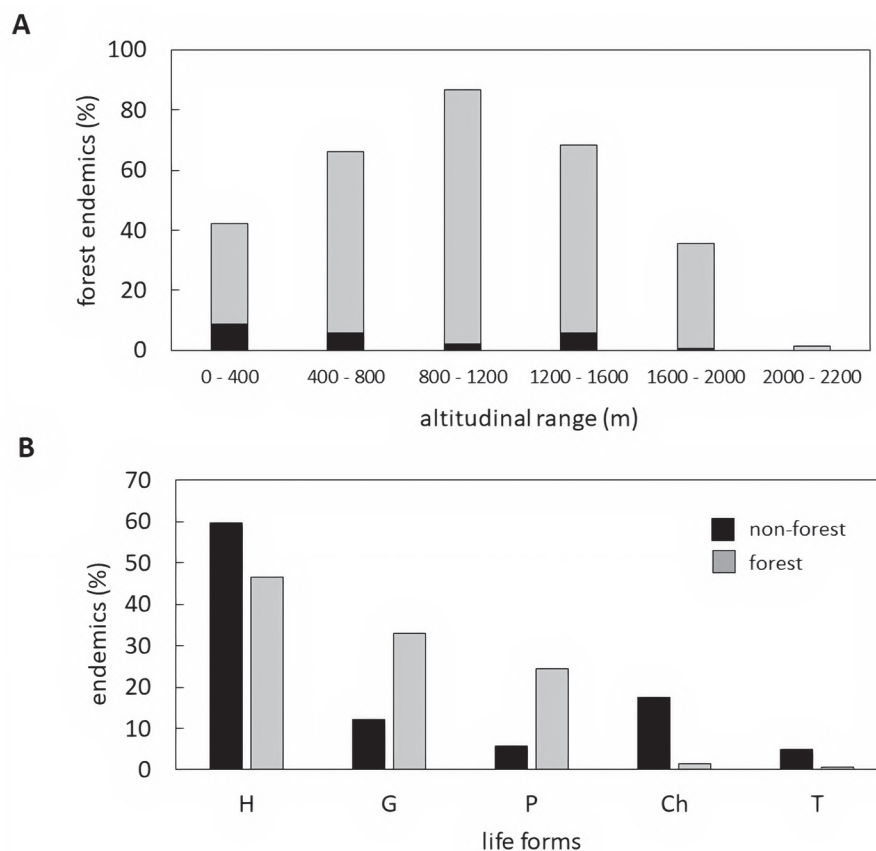 A
100
80
60
40
20
0
forest endemics (%)
0 - 400 400 - 800 800 - 1200 1200 - 1600 1600 - 2000 2000 - 2200
altitudinal range (m)
B
70
60
50
40
30
20
10
0
endemics (%)
non-forest
forest
H G P Ch T
life forms